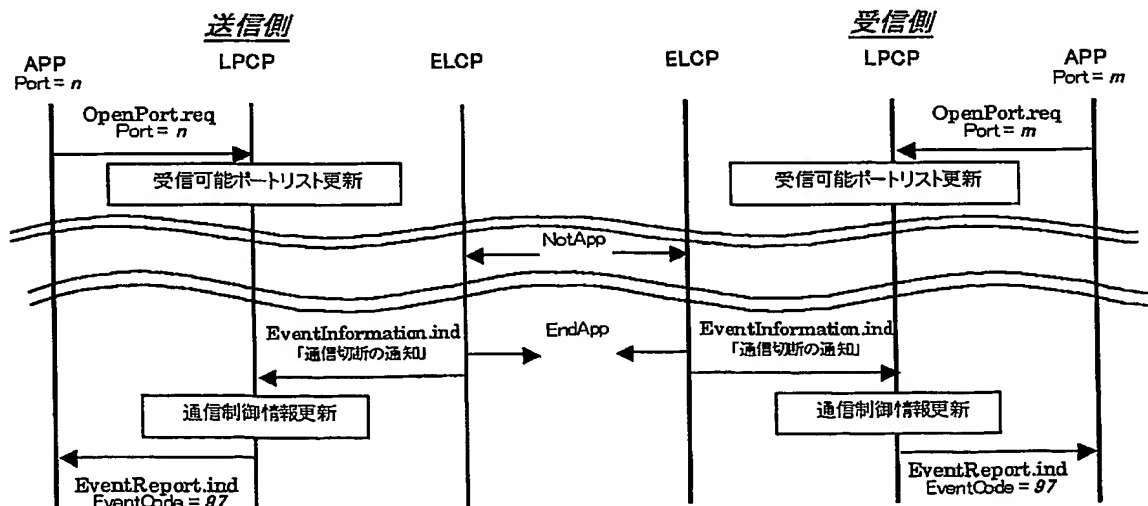 送信側
受信側
APP
Port = n
LPCP
ELCP
ELCP
LPCP
APP
Port = m
OpenPort.req
Port = n
OpenPort.req
Port = m
受信可能ポートリスト更新
受信可能ポートリスト更新
NotApp
EventInformation.ind
「通信切断の通知」
EndApp
EventInformation.ind
「通信切断の通知」
通信制御情報更新
通信制御情報更新
EventReport.ind
EventCode = 97
EventReport.ind
EventCode = 97